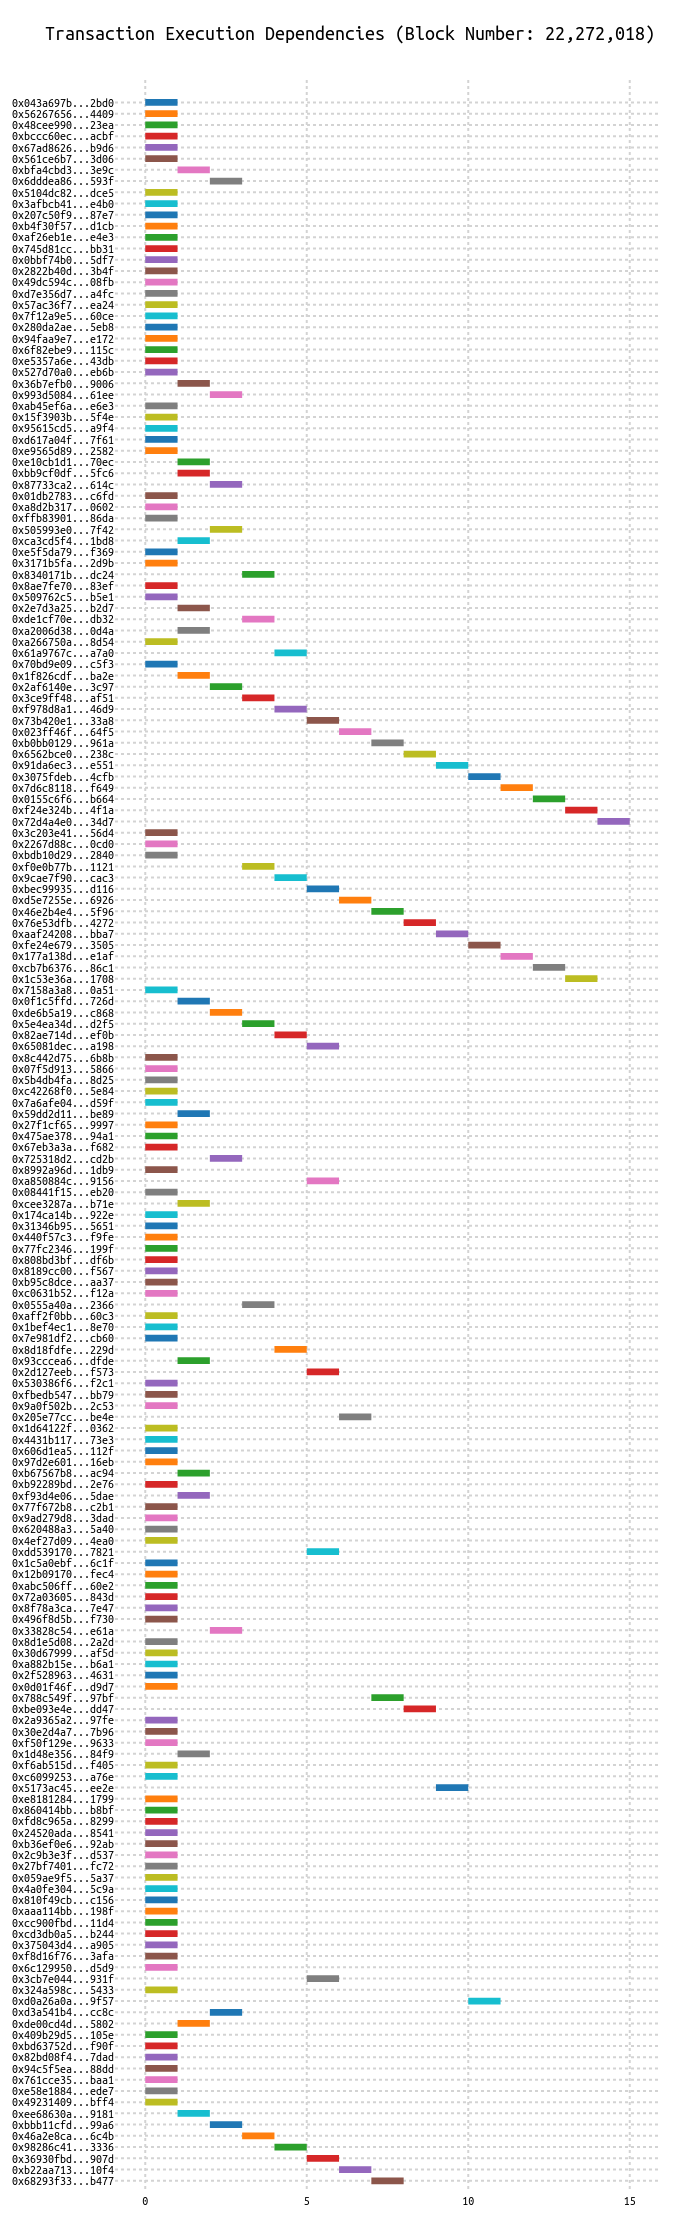 Transaction Execution Dependencies (Block Number: 22,272,018)
0x043a697b...2bd0
0x56267656...4409
0x48cee990...23ea
0xbccc60ec...acbf
0x67ad8626...b9d6
0x561ce6b7...3d06
0xbfa4cbd3...3e9c
0x6dddea86...593f
0x5104dc82...dce5
0x3afbcb41...e4b0
0x207c50f9...87e7
0xb4f30f57...d1cb
0xaf26eb1e...e4e3
0x745d81cc...bb31
0x0bbf74b0...5df7
0x2822b40d...3b4f
0x49dc594c...08fb
0xd7e356d7...a4fc
0x57ac36f7...ea24
0x7f12a9e5...60ce
0x280da2ae...5eb8
0x94faa9e7...e172
0x6f82ebe9...115c
0xe5357a6e...43db
0x527d70a0...eb6b
0x36b7efb0...9006
0x993d5084...61ee
0xab45ef6a...e6e3
0x15f3903b...5f4e
0x95615cd5...a9f4
0xd617a04f...7f61
0xe9565d89...2582
0xe10cb1d1...70ec
0xbb9cf0df...5fc6
0x87733ca2...614c
0x01db2783...c6fd
0xa8d2b317...0602
0xffb83901...86da
0x505993e0...7f42
0xca3cd5f4...1bd8
0xe5f5da79...f369
0x3171b5fa...2d9b
0x8340171b...dc24
0x8ae7fe70...83ef
0x509762c5...b5e1
0x2e7d3a25...b2d7
0xde1cf70e...db32
0xa2006d38...0d4a
0xa266750a...8d54
0x61a9767c...a7a0
0x70bd9e09...c5f3
0x1f826cdf...ba2e
0x2af6140e...3c97
0x3ce9ff48...af51
0xf978d8a1...46d9
0x73b420e1...33a8
0x023ff46f...64f5
0xb0bb0129...961a
0x6562bce0...238c
0x91da6ec3...e551
0x3075fdeb...4cfb
0x7d6c8118...f649
0x0155c6f6...b664
0xf24e324b...4f1a
0x72d4a4e0...34d7
0x3c203e41...56d4
0x2267d88c...0cd0
0xbdb10d29...2840
0xf0e0b77b...1121
0x9cae7f90...cac3
0xbec99935...d116
0xd5e7255e...6926
0x46e2b4e4...5f96
0x76e53dfb...4272
0xaaf24208...bba7
0xfe24e679...3505
0x177a138d...e1af
0xcb7b6376...86c1
0x1c53e36a...1708
0x7158a3a8...0a51
0x0f1c5ffd...726d
0xde6b5a19...c868
0x5e4ea34d...d2f5
0x82ae714d...ef0b
0x65081dec...a198
0x8c442d75...6b8b
0x07f5d913...5866
0x5b4db4fa...8d25
0xc42268f0...5e84
0x7a6afe04...d59f
0x59dd2d11...be89
0x27f1cf65...9997
0x475ae378...94a1
0x67eb3a3a...f682
0x725318d2...cd2b
0x8992a96d...1db9
0xa850884c...9156
0x08441f15...eb20
0xcee3287a...b71e
0x174ca14b...922e
0x31346b95...5651
0x440f57c3...f9fe
0x77fc2346...199f
0x808bd3bf...df6b
0x8189cc00...f567
0xb95c8dce...aa37
0xc0631b52...f12a
0x0555a40a...2366
0xaff2f0bb...60c3
0x1bef4ec1...8e70
0x7e981df2...cb60
0x8d18fdfe...229d
0x93cccea6...dfde
0x2d127eeb...f573
0x530386f6...f2c1
0xfbedb547...bb79
0x9a0f502b...2c53
0x205e77cc...be4e
0x1d64122f...0362
0x4431b117...73e3
0x606d1ea5...112f
0x97d2e601...16eb
0xb67567b8...ac94
0xb92289bd...2e76
0xf93d4e06...5dae
0x77f672b8...c2b1
0x9ad279d8...3dad
0x620488a3...5a40
0x4ef27d09...4ea0
0xdd539170...7821
0x1c5a0ebf...6c1f
0x12b09170...fec4
0xabc506ff...60e2
0x72a03605...843d
0x8f78a3ca...7e47
0x496f8d5b...f730
0x33828c54...e61a
0x8d1e5d08...2a2d
0x30d67999...af5d
0xa882b15e...b6a1
0x2f528963...4631
0x0d01f46f...d9d7
0x788c549f...97bf
0xbe093e4e...dd47
0x2a9365a2...97fe
0x30e2d4a7...7b96
0xf50f129e...9633
0x1d48e356...84f9
0xf6ab515d...f405
0xc6099253...a76e
0x5173ac45...ee2e
0xe8181284...1799
0x860414bb...b8bf
0xfd8c965a...8299
0x24520ada...8541
0xb36ef0e6...92ab
0x2c9b3e3f...d537
0x27bf7401...fc72
0x059ae9f5...5a37
0x4a0fe304...5c9a
0x810f49cb...c156
0xaaa114bb...198f
0xcc900fbd...11d4
0xcd3db0a5...b244
0x375043d4...a905
0xf8d16f76...3afa
0x6c129950...d5d9
0x3cb7e044...931f
0x324a598c...5433
0xd0a26a0a...9f57
0xd3a541b4...cc8c
0xde00cd4d...5802
0x409b29d5...105e
0xbd63752d...f90f
0x82bd08f4...7dad
0x94c5f5ea...88dd
0x761cce35...baa1
0xe58e1884...ede7
0x49231409...bff4
0xee68630a...9181
0xbbb11cfd...99a6
0x46a2e8ca...6c4b
0x98286c41...3336
0x36930fbd...907d
0xb22aa713...10f4
0x68293f33...b477
0 5 10 15